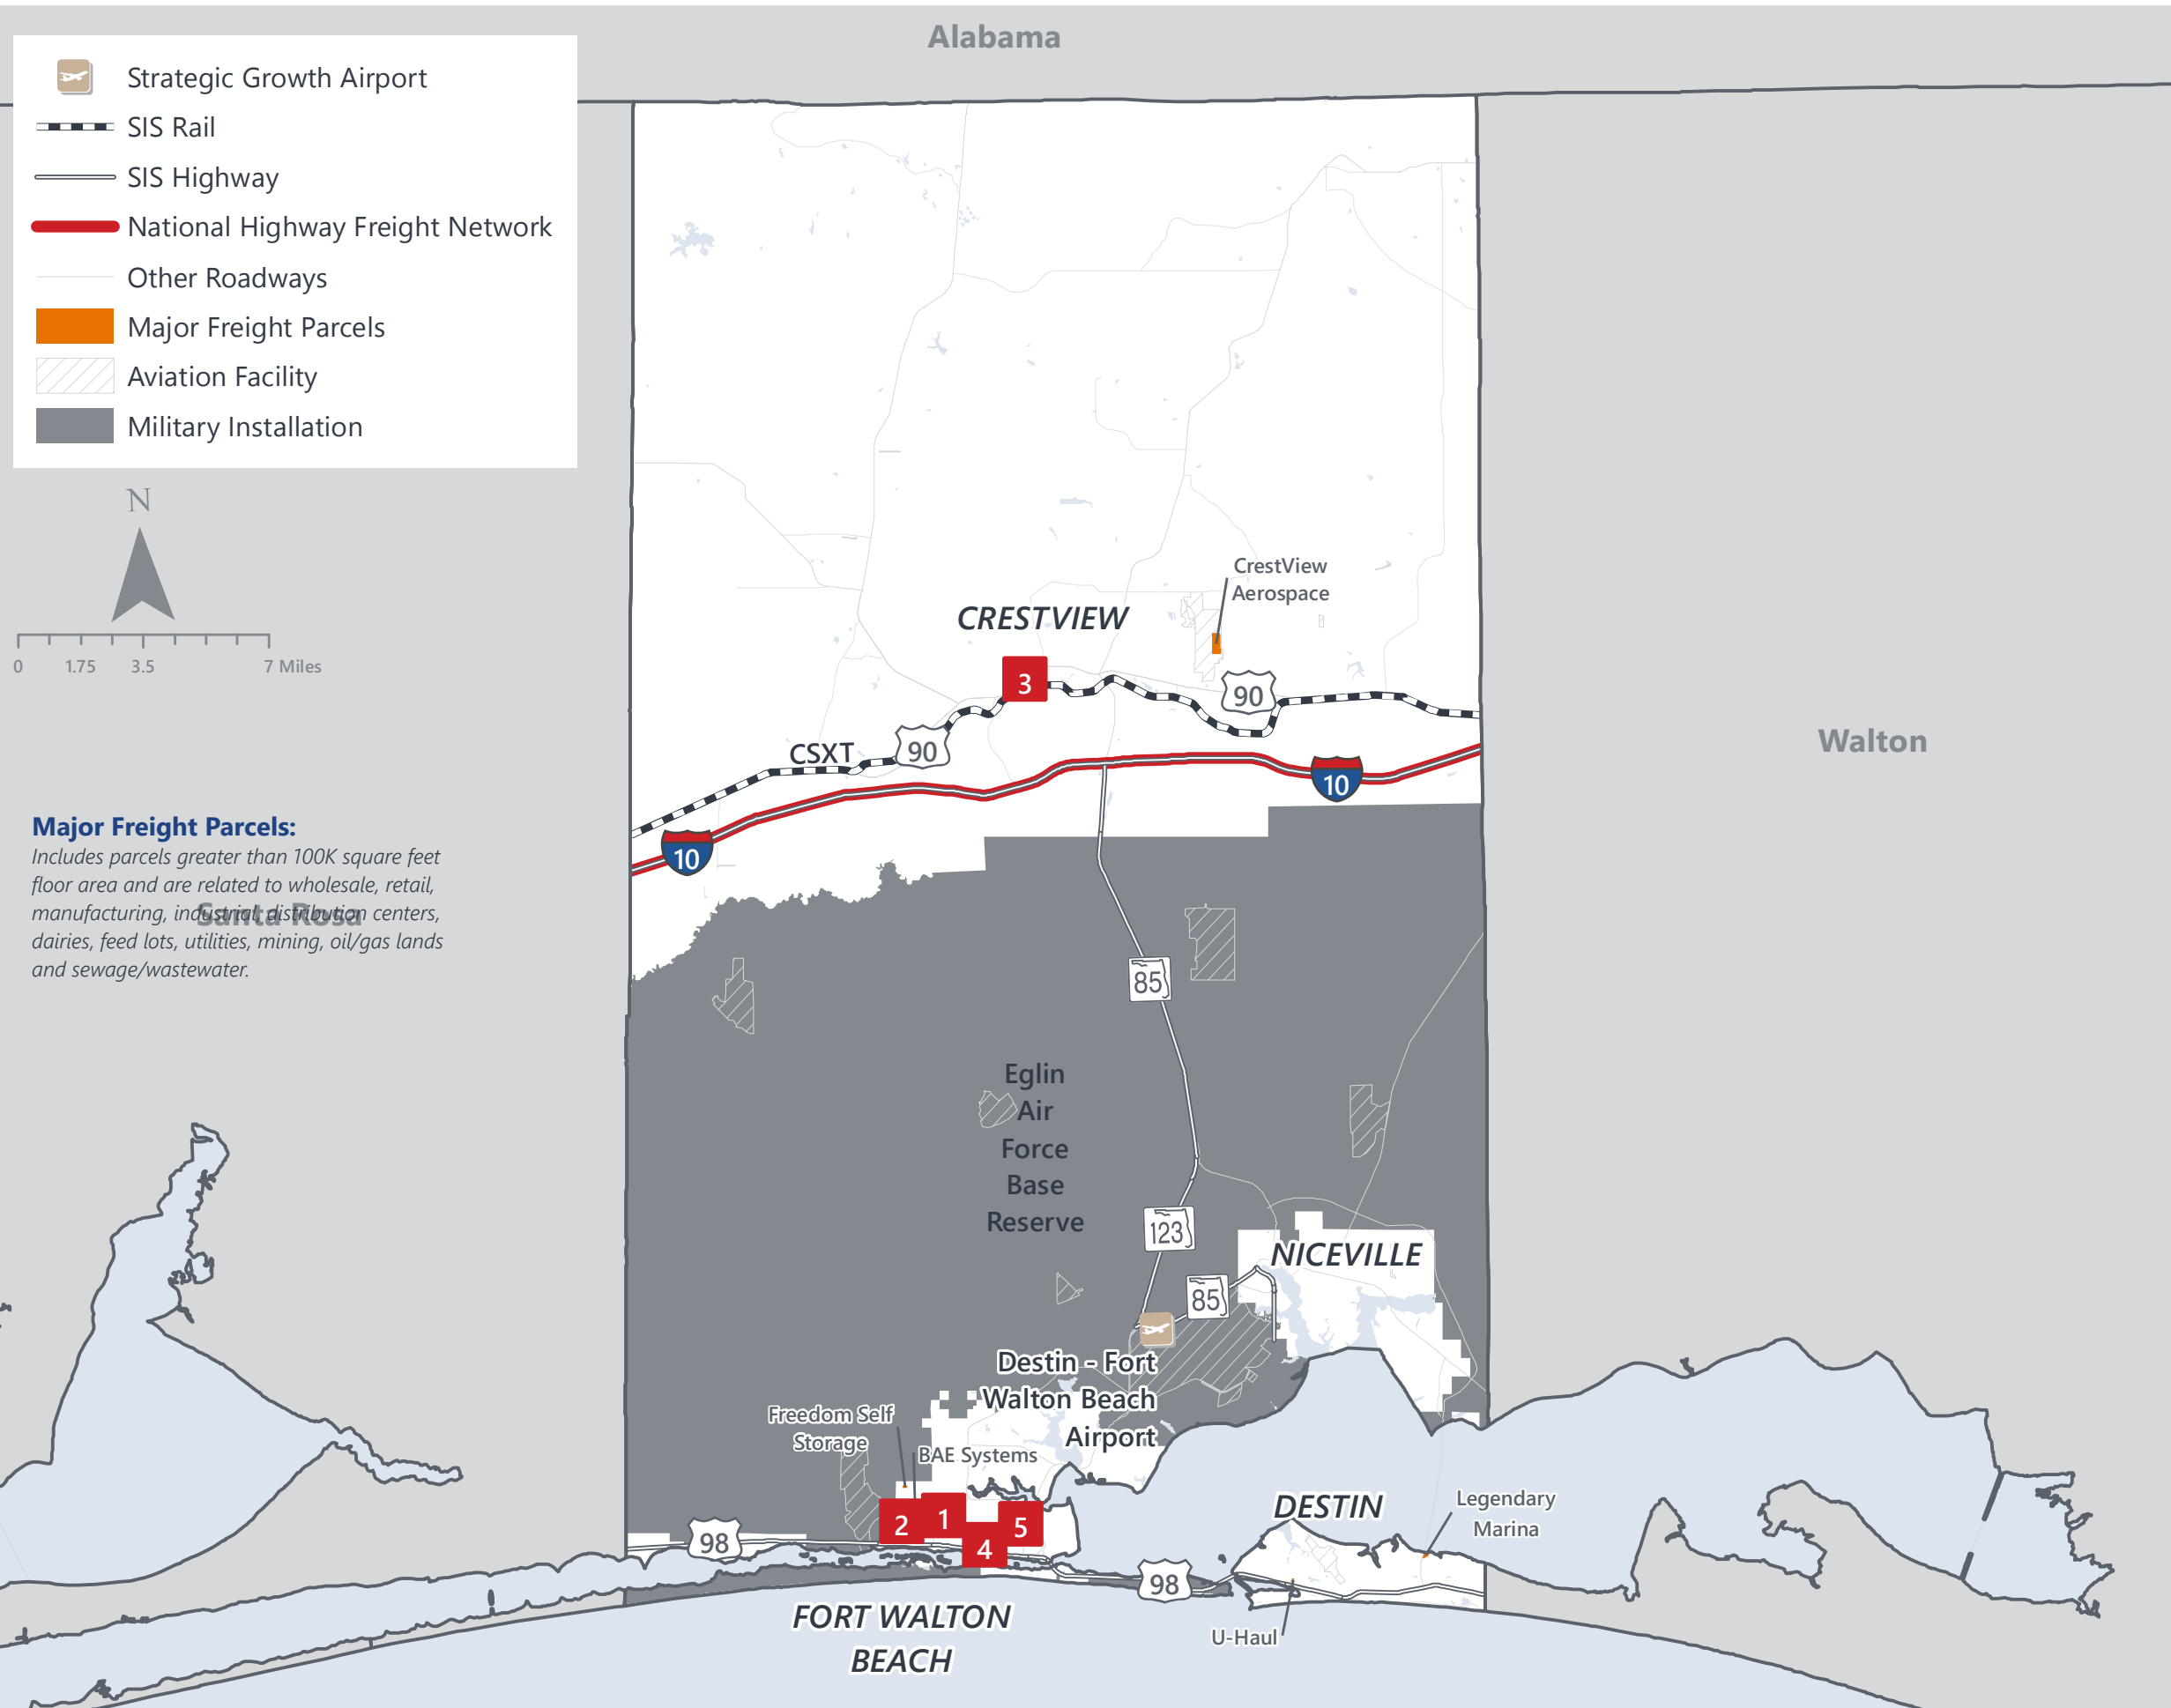 Alabama
Strategic Growth Airport
SIS Rail
SIS Highway
National Highway Freight Network
Other Roadways
Major Freight Parcels
Aviation Facility
Military Installation
N
0 1.75 3.5 7 Miles
CrestView
Aerospace
CRESTVIEW
3
90
CSXT
90
Walton
10
10
Major Freight Parcels:
Includes parcels greater than 100K square feet
floor area and are related to wholesale, retail,
manufacturing, industrial, distribution centers,
dairies, feed lots, utilities, mining, oil/gas lands
and sewage/wastewater.
Santa Rosa
85
Eglin
Air
Force
Base
Reserve
123
NICEVILLE
85
Destin - Fort
Walton Beach
Airport
Freedom Self
Storage
BAE Systems
2
1
5
4
98
DESTIN
Legendary
Marina
98
FORT WALTON
BEACH
U-Haul